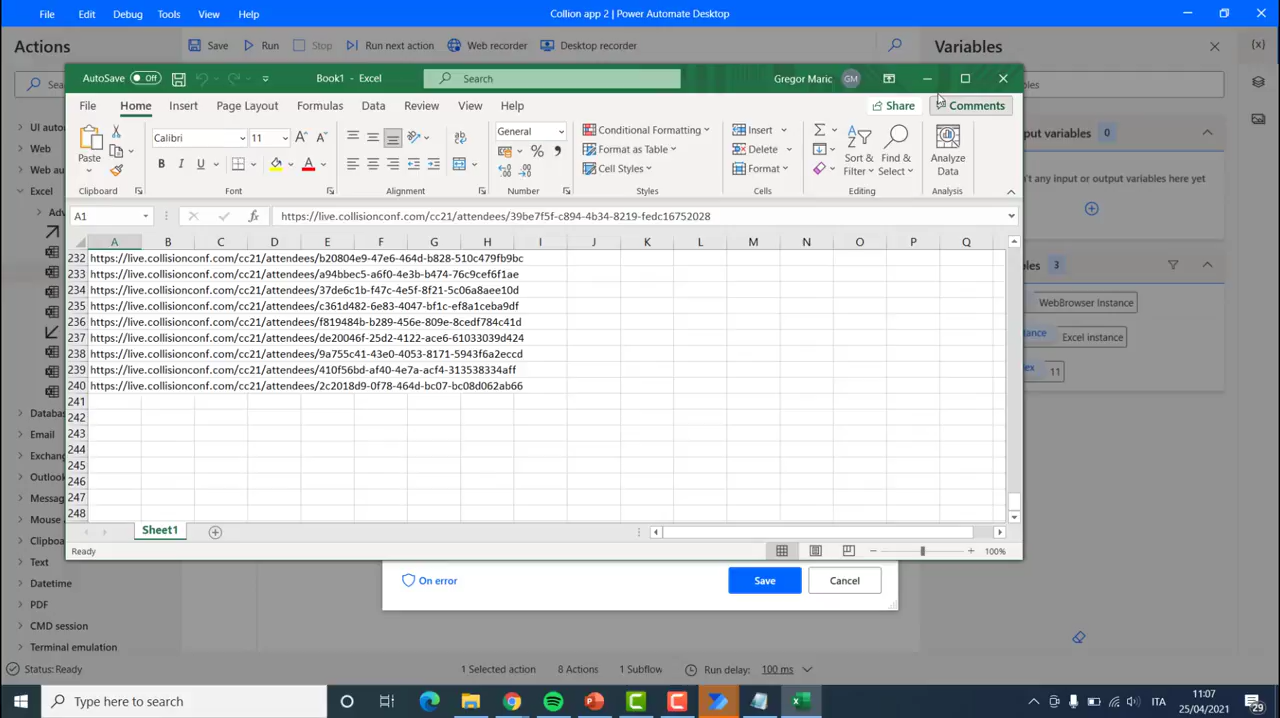 File Edit Debug Tools View Help Collion app 2 | Power Automate Desktop
Actions Save Run Stop Run next action Web recorder Desktop recorder Variables
AutoSave Off Book1 - Excel Search Gregor Maric GM
File Home Insert Page Layout Formulas Data Review View Help Share Comments
Paste Calibri 11 General Conditional Formatting Format as Table Cell Styles Insert Delete Format Sort & Filter Find & Select Analyze Data
Clipboard Font Alignment Number Styles Cells Editing Analysis
A1 https://live.collisionconf.com/cc21/attendees/39be7f5f-c894-4b34-8219-fedc16752028
A B C D E F G H I J K L M N O P Q
232 https://live.collisionconf.com/cc21/attendees/b20804e9-47e6-464d-b828-510c479fb9bc
233 https://live.collisionconf.com/cc21/attendees/a94bbec5-a6f0-4e3b-b474-76c9cef6f1ae
234 https://live.collisionconf.com/cc21/attendees/37de6c1b-f47c-4e5f-8f21-5c06a8aee10d
235 https://live.collisionconf.com/cc21/attendees/c361d482-6e83-4047-bf1c-ef8a1ceba9df
236 https://live.collisionconf.com/cc21/attendees/f819484b-b289-456e-809e-8cedf784c41d
237 https://live.collisionconf.com/cc21/attendees/de20046f-25d2-4122-ace6-61033039d424
238 https://live.collisionconf.com/cc21/attendees/9a755c41-43e0-4053-8171-5943f6a2eccd
239 https://live.collisionconf.com/cc21/attendees/410f56bd-af40-4e7a-acf4-313538334aff
240 https://live.collisionconf.com/cc21/attendees/2c2018d9-0f78-464d-bc07-bc08d062ab66
241
242
243
244
245
246
247
248
Sheet1
Ready 100%
UI auto
Web
Web au
Excel
Adv
Databas
Email
Exchan
Outloo
Messag
Mouse
Clipbo
Text
Datetime
PDF
CMD session
Terminal emulation
put variables 0
't any input or output variables here yet
bles 3
WebBrowser Instance
ance Excel instance
ex 11
On error Save Cancel
Status: Ready 1 Selected action 8 Actions 1 Subflow Run delay: 100 ms
Type here to search ITA 11:07
25/04/2021 29